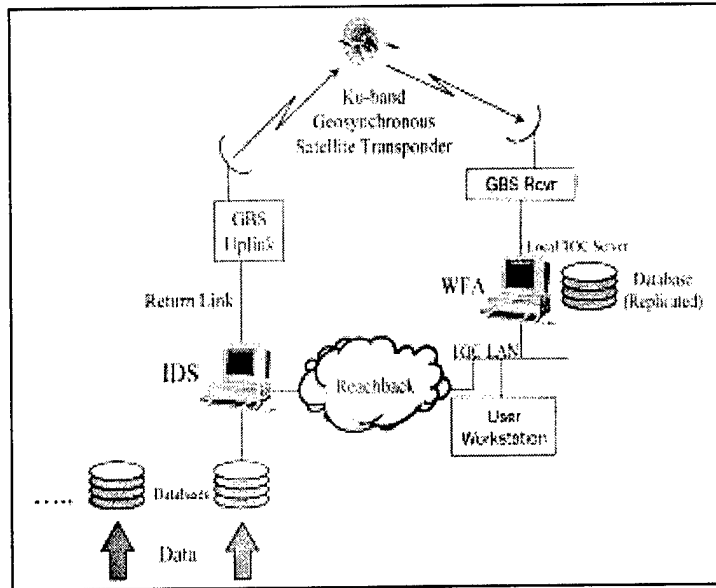 Ku-band
Geosynchronous
Satellite Transponder
GBS Rcvr
GBS
Uplink
Local TOC Server
WFA
Database
(Replicated)
Return Link
TOC LAN
IDS
Reachback
User
Workstation
.....
Databases
Data